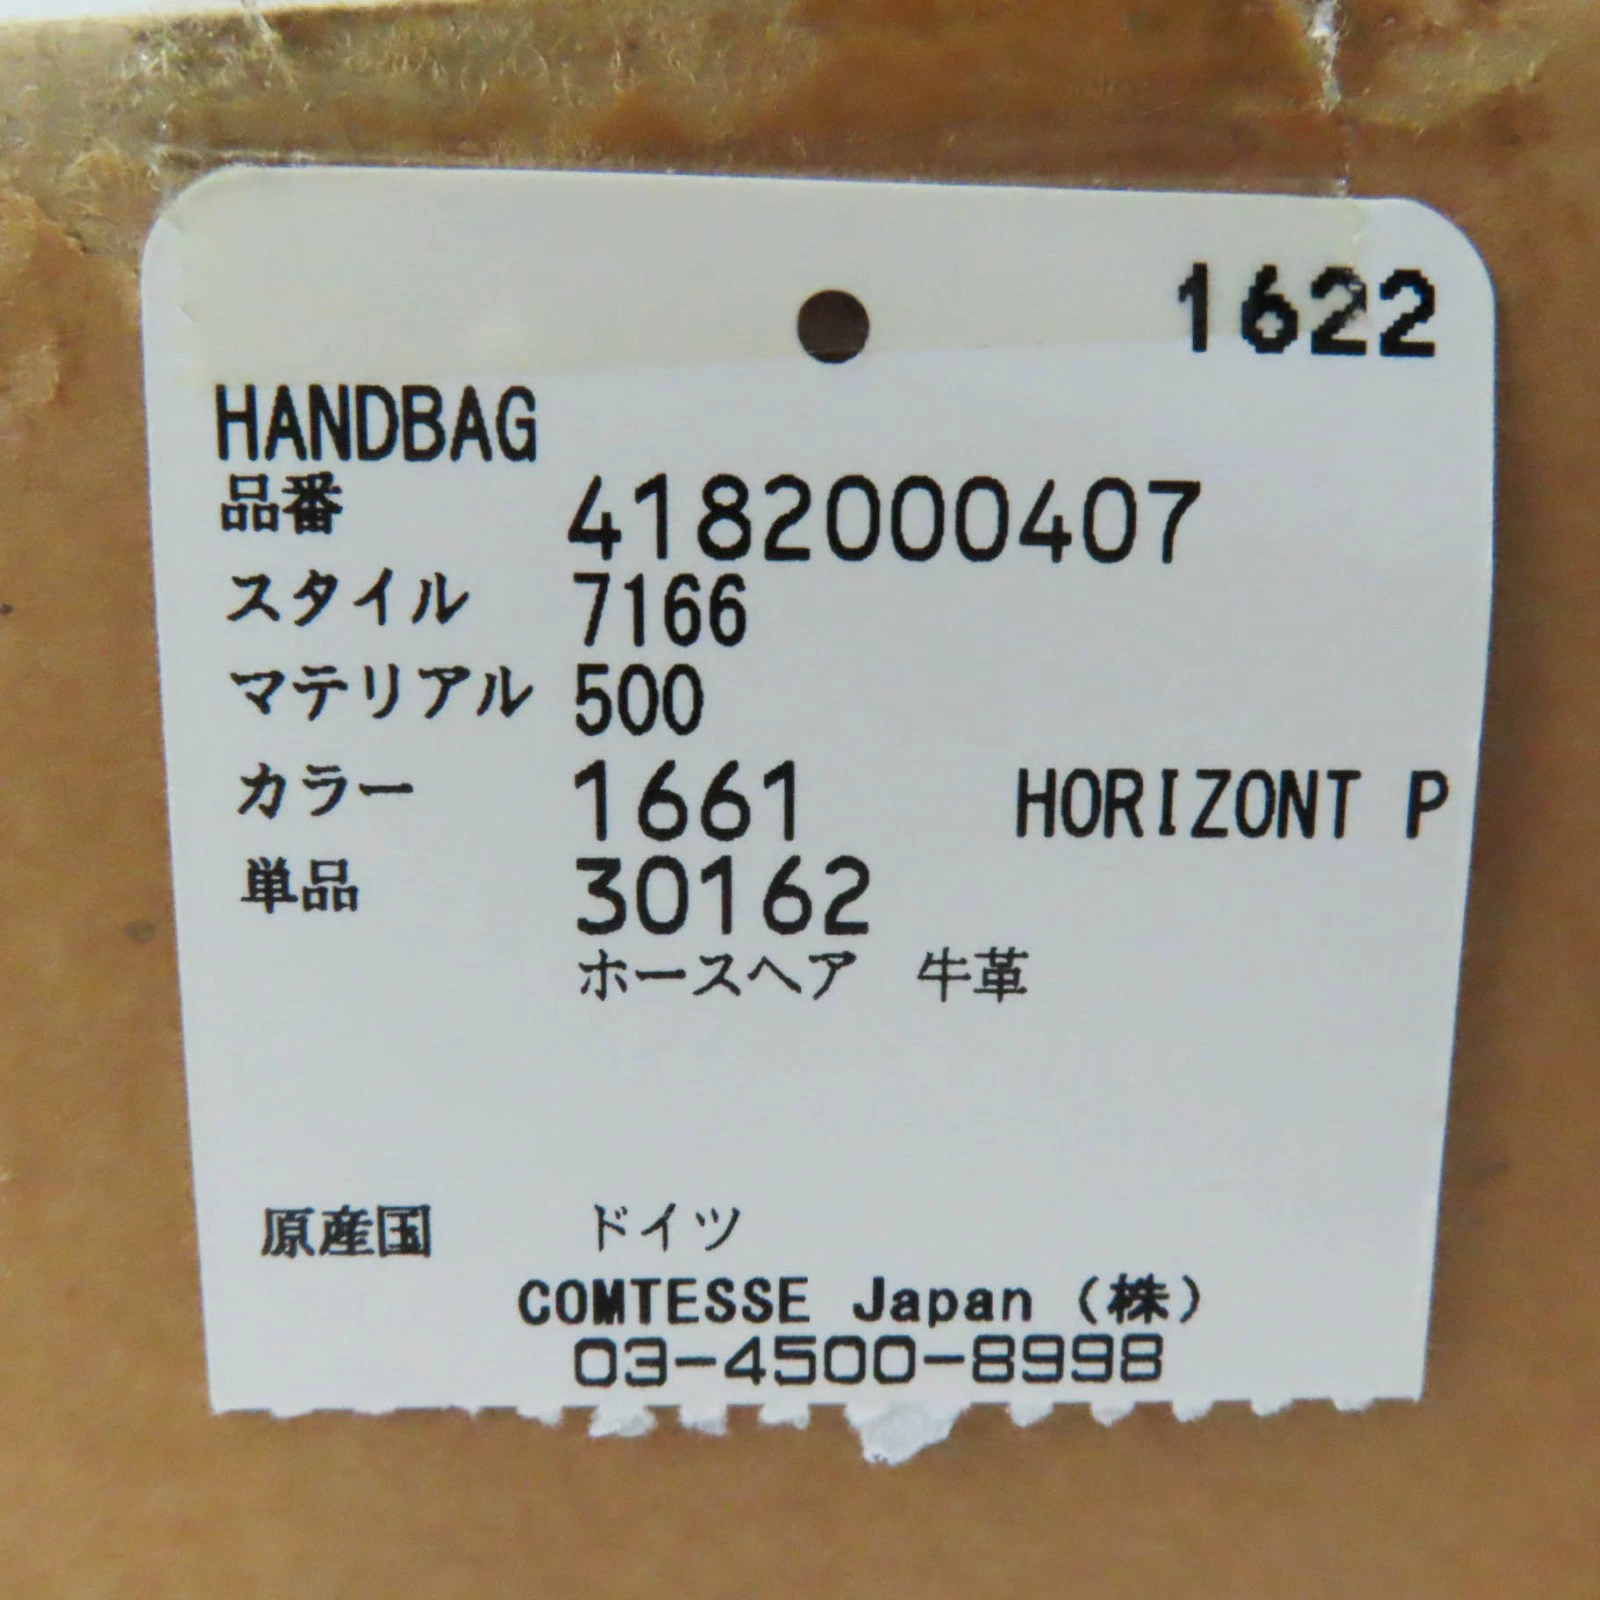 1622
HANDBAG
品番 4182000407
スタイル 7166
マテリアル 500
カラー 1661 HORIZONT P
単品 30162
ホースヘア 牛革
原産国 ドイツ
COMTESSE Japan (株)
03-4500-8998